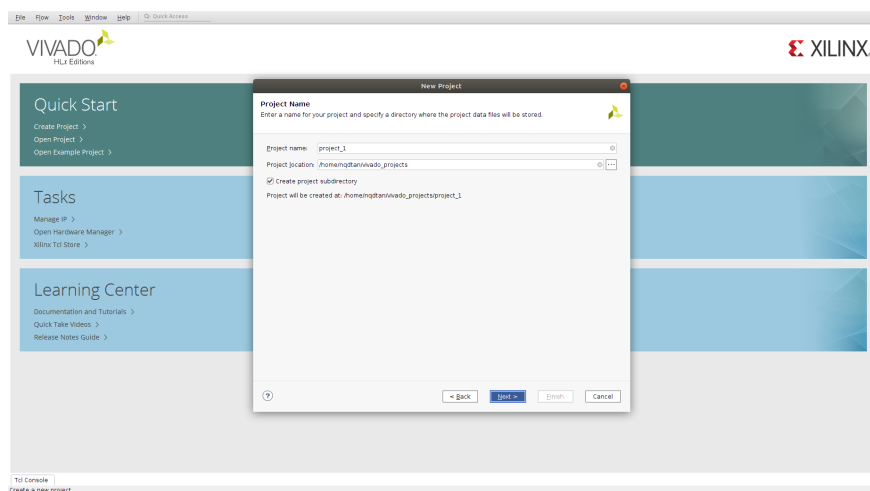 File Flow Tools Window Help Quick Access
VIVADO
HLx Editions
XILINX
Quick Start
Create Project >
Open Project >
Open Example Project >
Tasks
Manage IP >
Open Hardware Manager >
Xilinx Tcl Store >
Learning Center
Documentation and Tutorials >
Quick Take Videos >
Release Notes Guide >
New Project
Project Name
Enter a name for your project and specify a directory where the project data files will be stored.
Project name: project_1
Project location: /home/nqdtan/vivado_projects
Create project subdirectory
Project will be created at: /home/nqdtan/vivado_projects/project_1
? < Back Next > Finish Cancel
Tcl Console
Create a new project